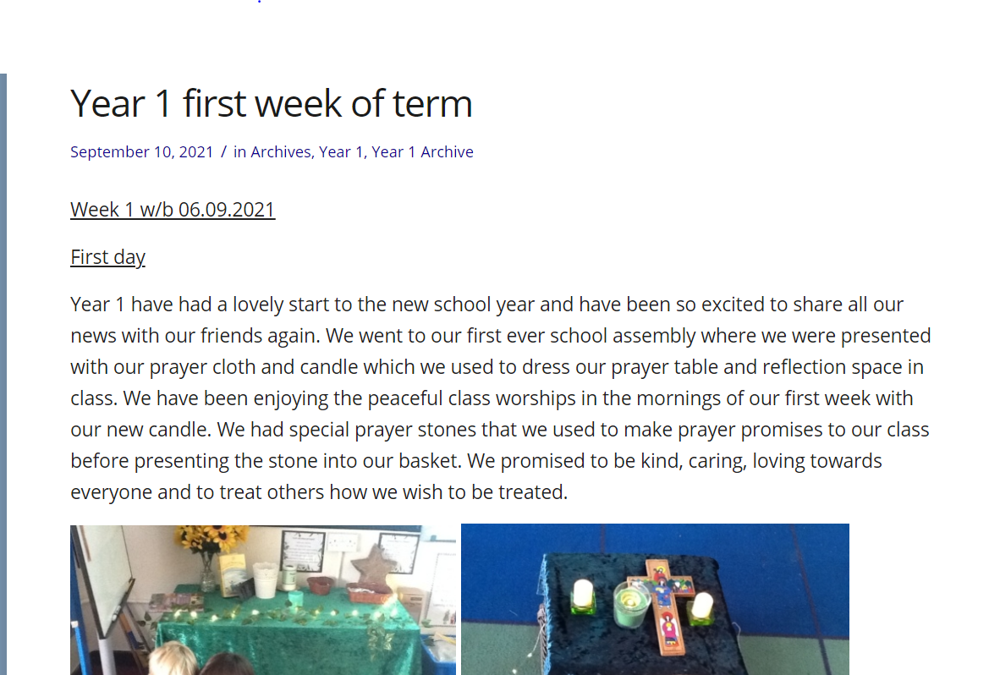 Year 1 first week of term
September 10, 2021 / in Archives, Year 1, Year 1 Archive
Week 1 w/b 06.09.2021
First day
Year 1 have had a lovely start to the new school year and have been so excited to share all our
news with our friends again. We went to our first ever school assembly where we were presented
with our prayer cloth and candle which we used to dress our prayer table and reflection space in
class. We have been enjoying the peaceful class worships in the mornings of our first week with
our new candle. We had special prayer stones that we used to make prayer promises to our class
before presenting the stone into our basket. We promised to be kind, caring, loving towards
everyone and to treat others how we wish to be treated.